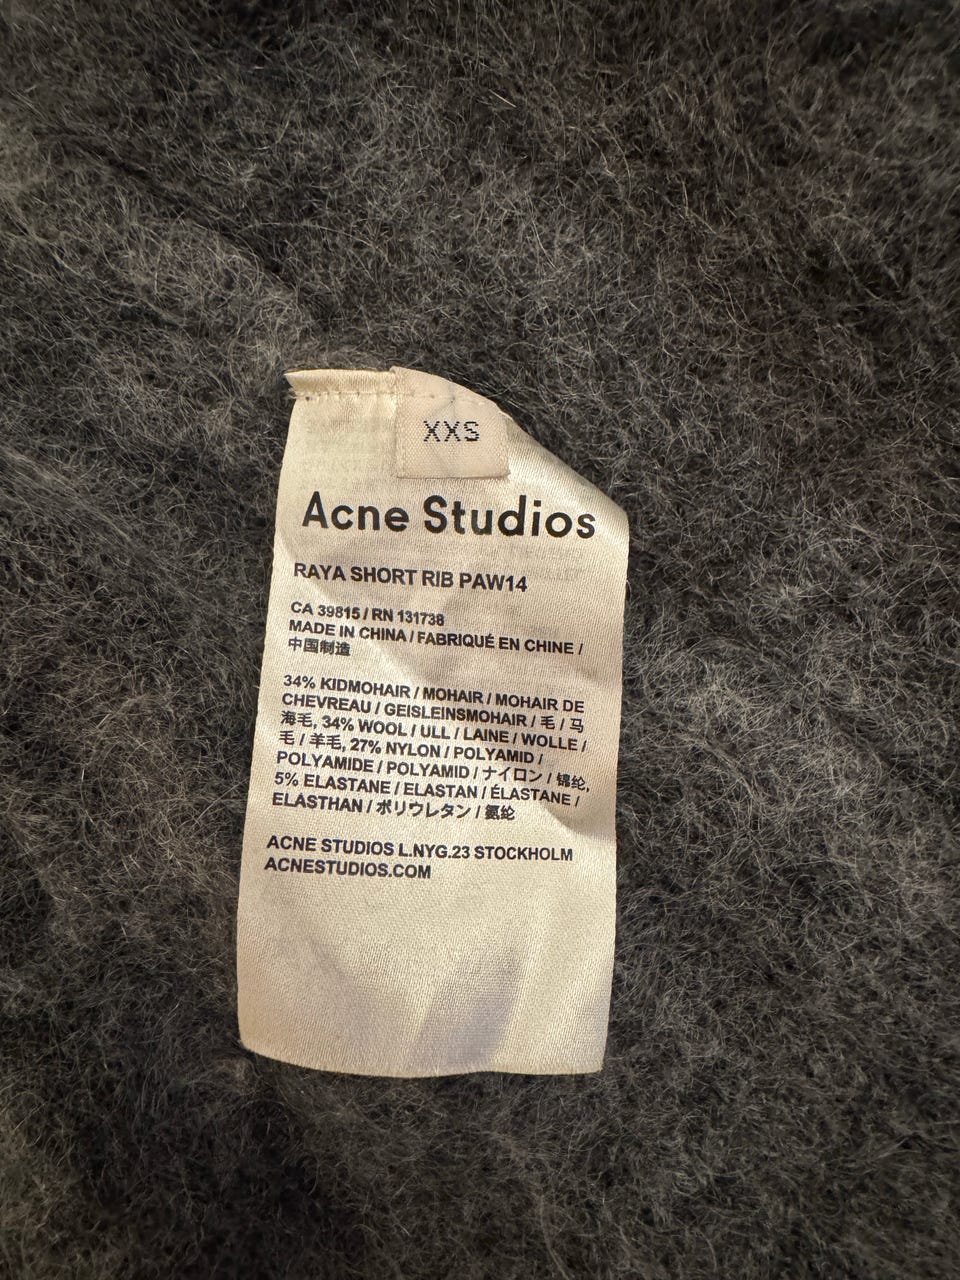 XXS
Acne Studios
RAYA SHORT RIB PAW14
CA 39815 / RN 131738
MADE IN CHINA / FABRIQUÉ EN CHINE /
中国制造
34% KIDMOHAIR / MOHAIR / MOHAIR DE
CHEVREAU / GEISLEINSMOHAIR / 毛 / 马
海毛, 34% WOOL / ULL / LAINE / WOLLE /
毛 / 羊毛, 27% NYLON / POLYAMID /
POLYAMIDE / POLYAMID / ナイロン / 锦纶,
5% ELASTANE / ELASTAN / ÉLASTANE /
ELASTHAN / ポリウレタン / 氨纶
ACNE STUDIOS L.NYG.23 STOCKHOLM
ACNESTUDIOS.COM